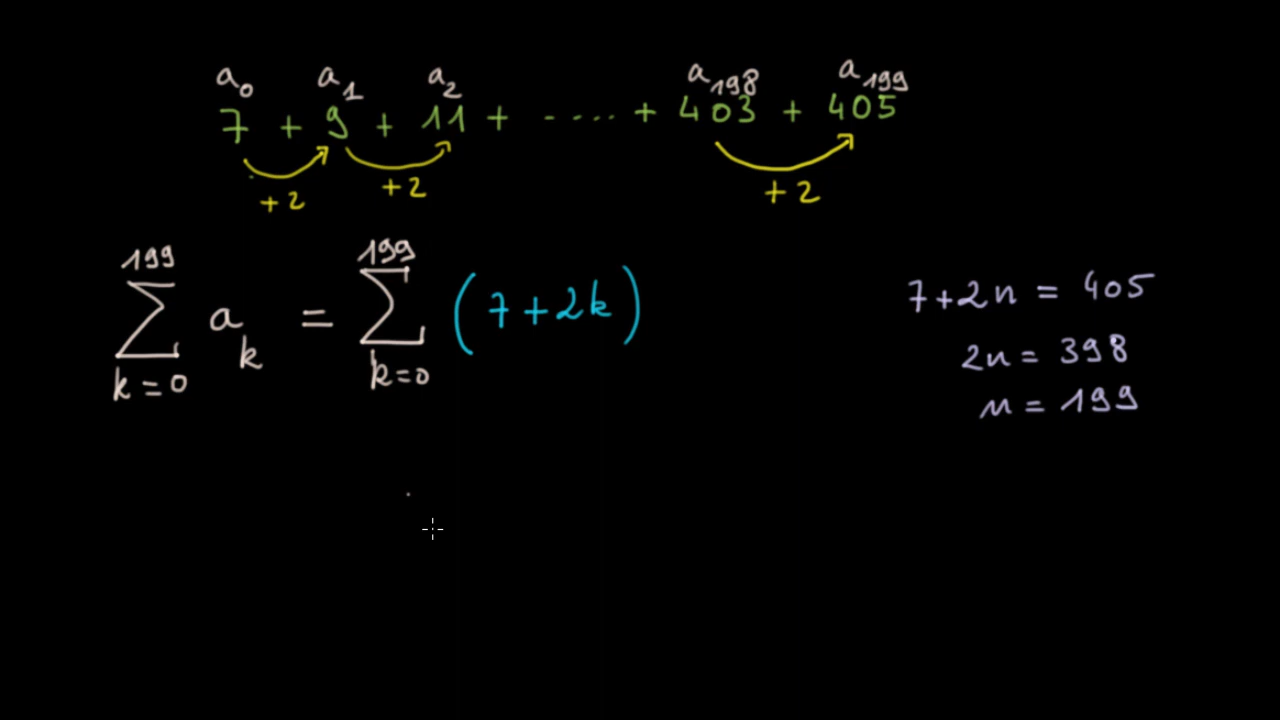 a₀ a₁ a₂ a₁₉₈ a₁₉₉
7 + 9 + 11 + ····· + 403 + 405
+2 +2 +2
199 199
∑ aₖ = ∑ (7+2k)
k=0 k=0
7+2n = 405
2n = 398
n = 199